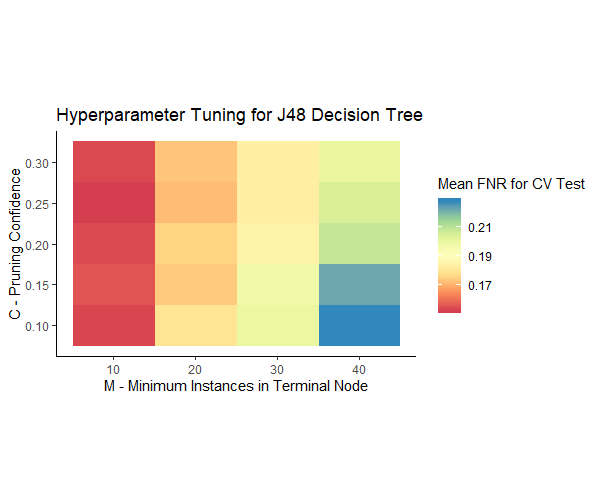 Hyperparameter Tuning for J48 Decision Tree
C - Pruning Confidence
0.30
0.25
0.20
0.15
0.10
10 20 30 40
M - Minimum Instances in Terminal Node
Mean FNR for CV Test
0.21
0.19
0.17